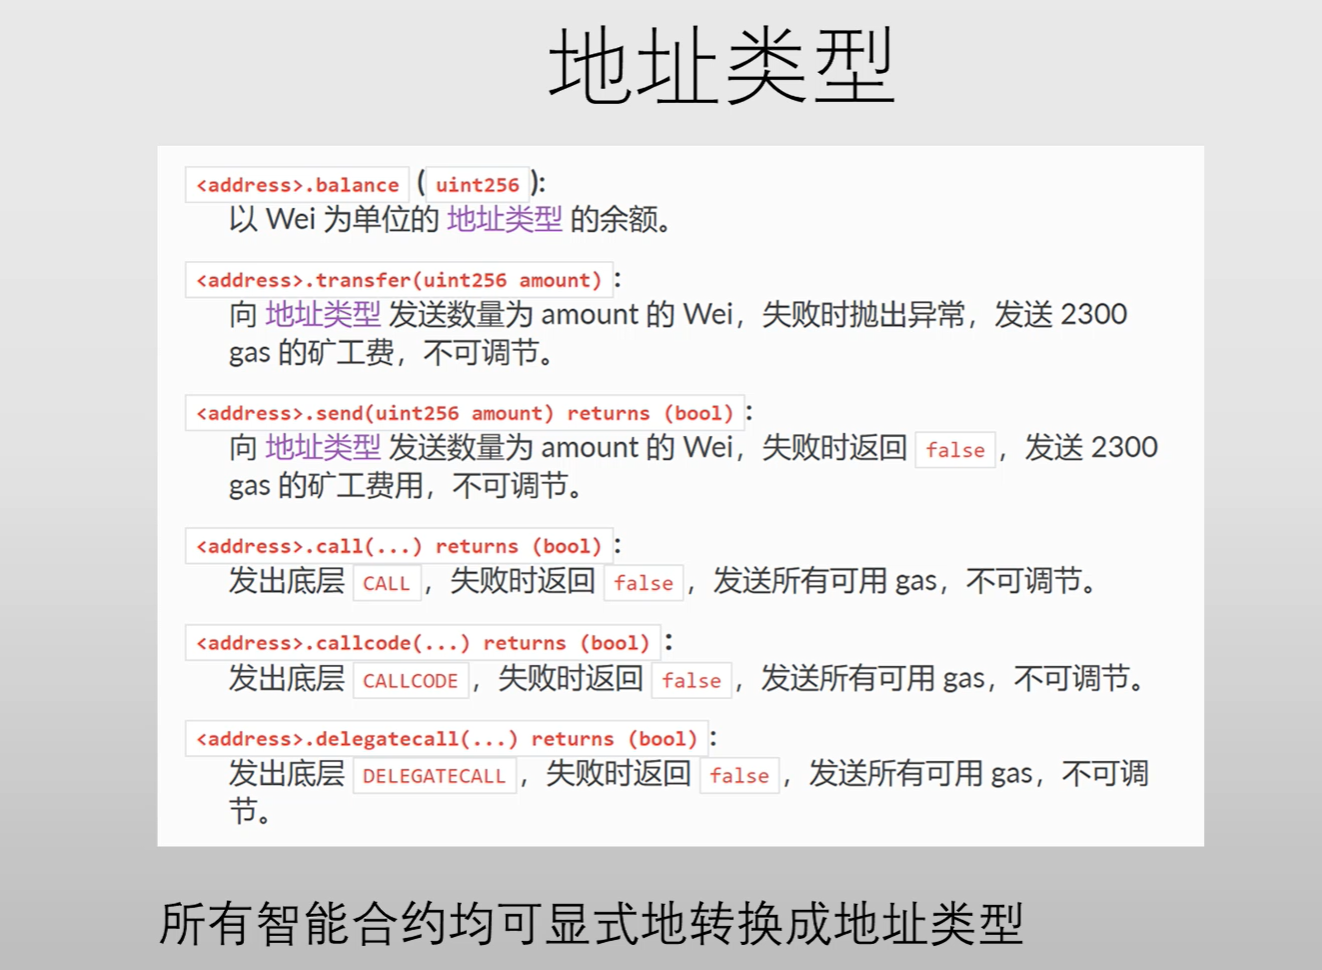 地址类型
<address>.balance (uint256):
以 Wei 为单位的 地址类型 的余额。
<address>.transfer(uint256 amount):
向 地址类型 发送数量为 amount 的 Wei，失败时抛出异常，发送 2300
gas 的矿工费，不可调节。
<address>.send(uint256 amount) returns (bool):
向 地址类型 发送数量为 amount 的 Wei，失败时返回 false，发送 2300
gas 的矿工费用，不可调节。
<address>.call(...) returns (bool):
发出底层 CALL，失败时返回 false，发送所有可用 gas，不可调节。
<address>.callcode(...) returns (bool):
发出底层 CALLCODE，失败时返回 false，发送所有可用 gas，不可调节。
<address>.delegatecall(...) returns (bool):
发出底层 DELEGATECALL，失败时返回 false，发送所有可用 gas，不可调
节。
所有智能合约均可显式地转换成地址类型